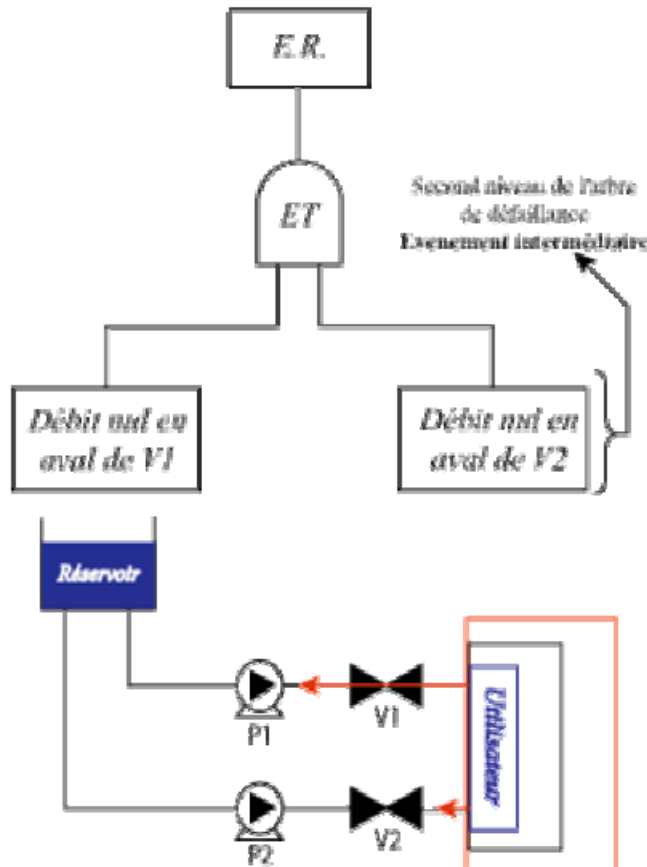 E.R.
ET
Second niveau de l'arbre
de défaillance
Evenement intermédiaire
Débit nul en
aval de V1
Débit nul en
aval de V2
Réservoir
P1
V1
Utilisateur
P2
V2